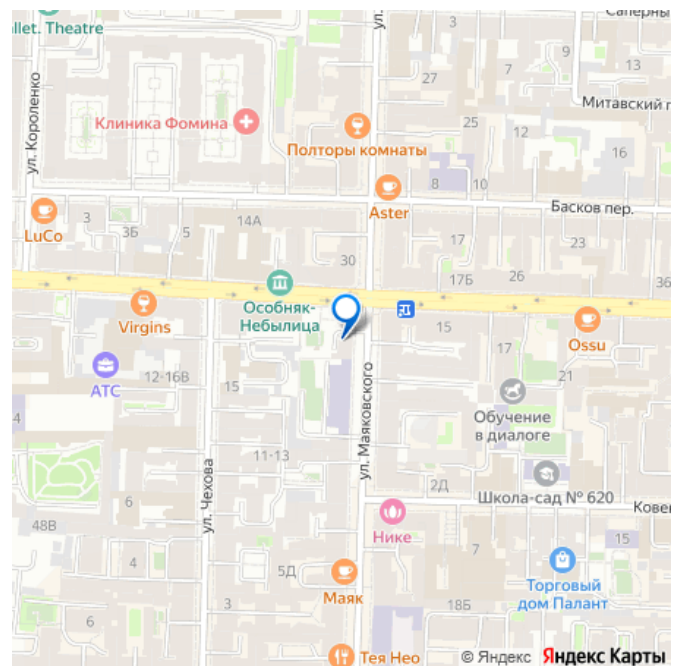 llet. Theatre
ул.
Саперны
ул. Короленко
27
7
9
13
Клиника Фомина
Митавский п
25
12
Полторы комнаты
16
8
10
Aster
Басков пер.
LuCo
3
3Б
5
14А
17
23
30
17Б
26
36
Особняк-
Небылица
Virgins
15
Ossu
17
АТС
12-16В
15
21
4
ул. Маяковского
Обучение
в диалоге
11-13
ул. Чехова
2Д
Школа-сад № 620
6
Нике
Ковен
48В
4
5Д
7
15
Маяк
Торговый
дом Палант
3
18Б
6
Тея Нео
© Яндекс Яндекс Карты